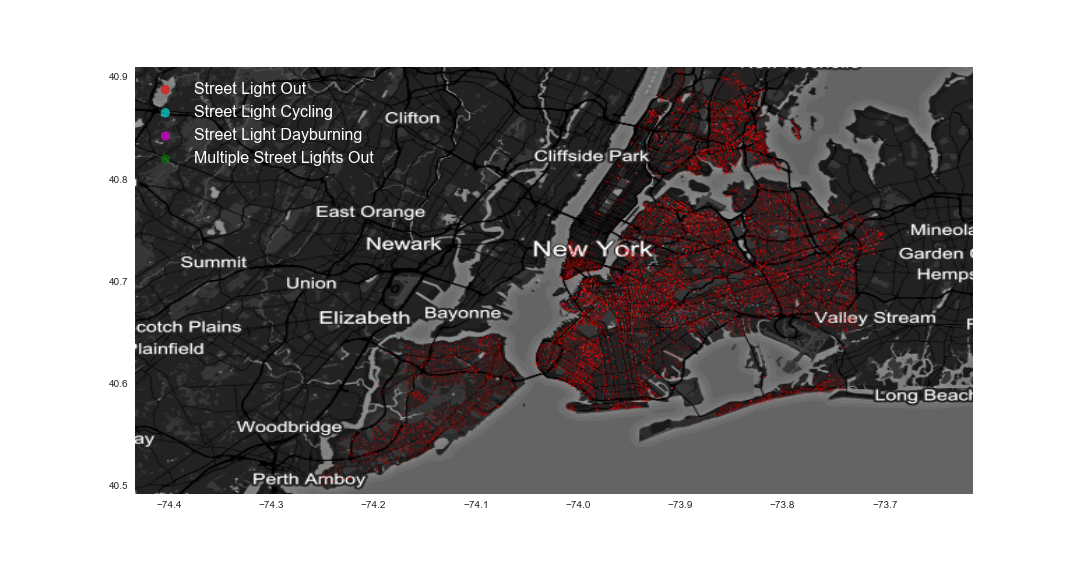 40.9
40.8
40.7
40.6
40.5
−74.4
−74.3
−74.2
−74.1
−74.0
−73.9
−73.8
−73.7
Street Light Out
Street Light Cycling
Street Light Dayburning
Multiple Street Lights Out
Clifton
Cliffside Park
East Orange
Newark
New York
Summit
Union
Elizabeth
Bayonne
cotch Plains
Plainfield
Mineola
Garden
Hemps
Valley Stream
Long Beach
Woodbridge
ay
Perth Amboy